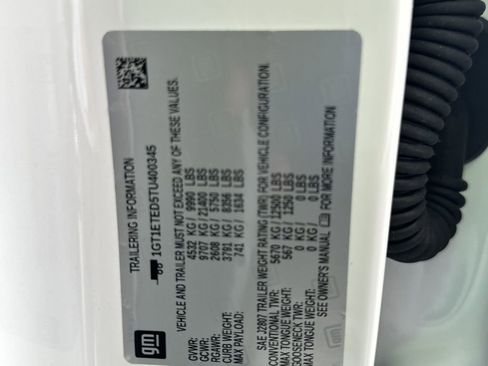 gm
TRAILERING INFORMATION
1GT1ETED5TU400345
VEHICLE AND TRAILER MUST NOT EXCEED ANY OF THESE VALUES.
GVWR: 4532 KG/ 9990 LBS
GCWR: 9707 KG/21400 LBS
RGAWR: 2608 KG/ 5750 LBS
CURB WEIGHT: 3791 KG/ 8356 LBS
MAX PAYLOAD: 741 KG/ 1634 LBS
SAE J2807 TRAILER WEIGHT RATING (TWR) FOR VEHICLE CONFIGURATION.
CONVENTIONAL TWR: 5670 KG/12500 LBS
MAX TONGUE WEIGHT: 567 KG/ 1250 LBS
GOOSENECK TWR: 0 KG/ 0 LBS
MAX TONGUE WEIGHT: 0 KG/ 0 LBS
SEE OWNER'S MANUAL FOR MORE INFORMATION